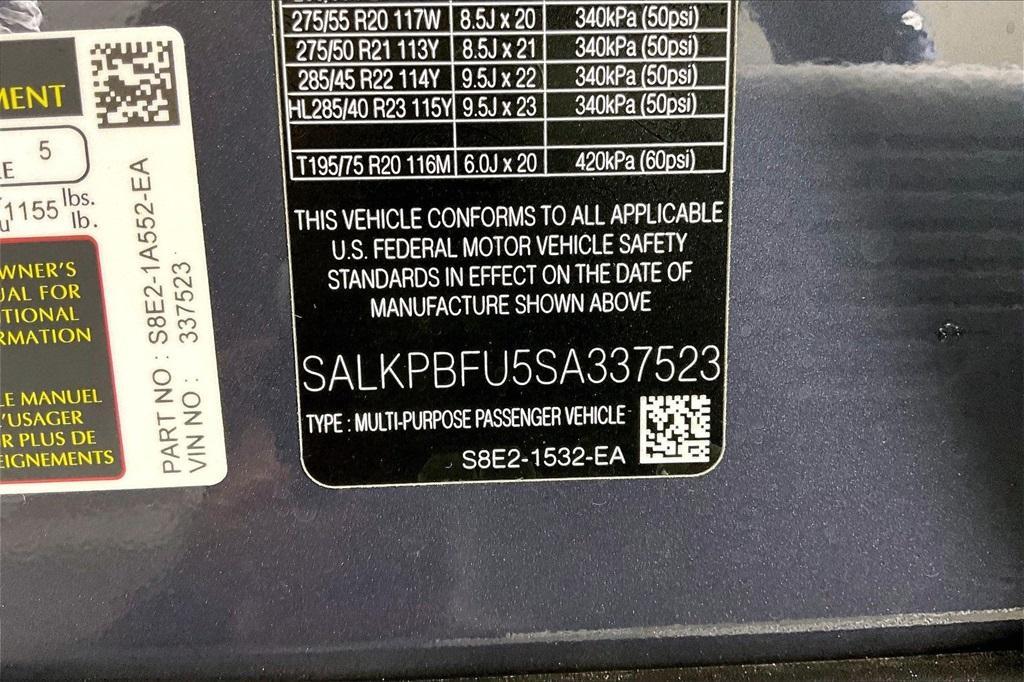 275/55 R20 117W 8.5J x 20 340kPa (50psi)
275/50 R21 113Y 8.5J x 21 340kPa (50psi)
285/45 R22 114Y 9.5J x 22 340kPa (50psi)
HL285/40 R23 115Y 9.5J x 23 340kPa (50psi)
T195/75 R20 116M 6.0J x 20 420kPa (60psi)
THIS VEHICLE CONFORMS TO ALL APPLICABLE
U.S. FEDERAL MOTOR VEHICLE SAFETY
STANDARDS IN EFFECT ON THE DATE OF
MANUFACTURE SHOWN ABOVE
SALKPBFU5SA337523
TYPE : MULTI-PURPOSE PASSENGER VEHICLE
S8E2-1532-EA
MENT
RE 5
1155 lbs.
lb.
WNER'S
UAL FOR
ITIONAL
RMATION
LE MANUEL
L'USAGER
R PLUS DE
EIGNEMENTS
PART NO : S8E2-1A552-EA
VIN NO : 337523